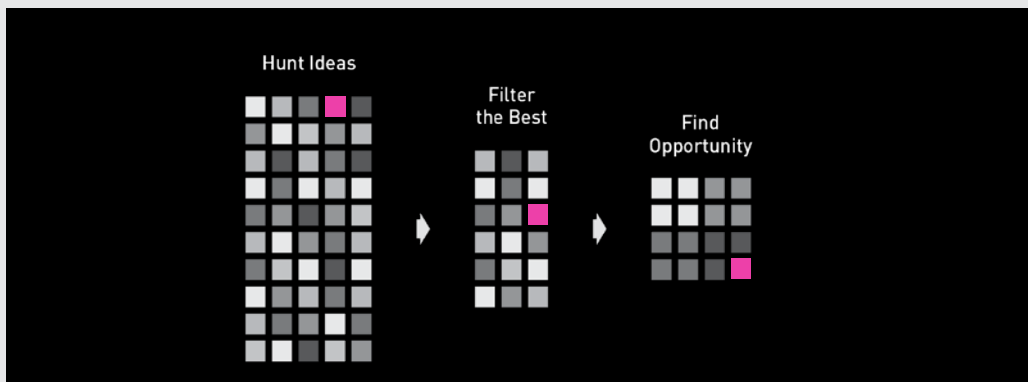 Hunt Ideas
Filter
the Best
Find
Opportunity